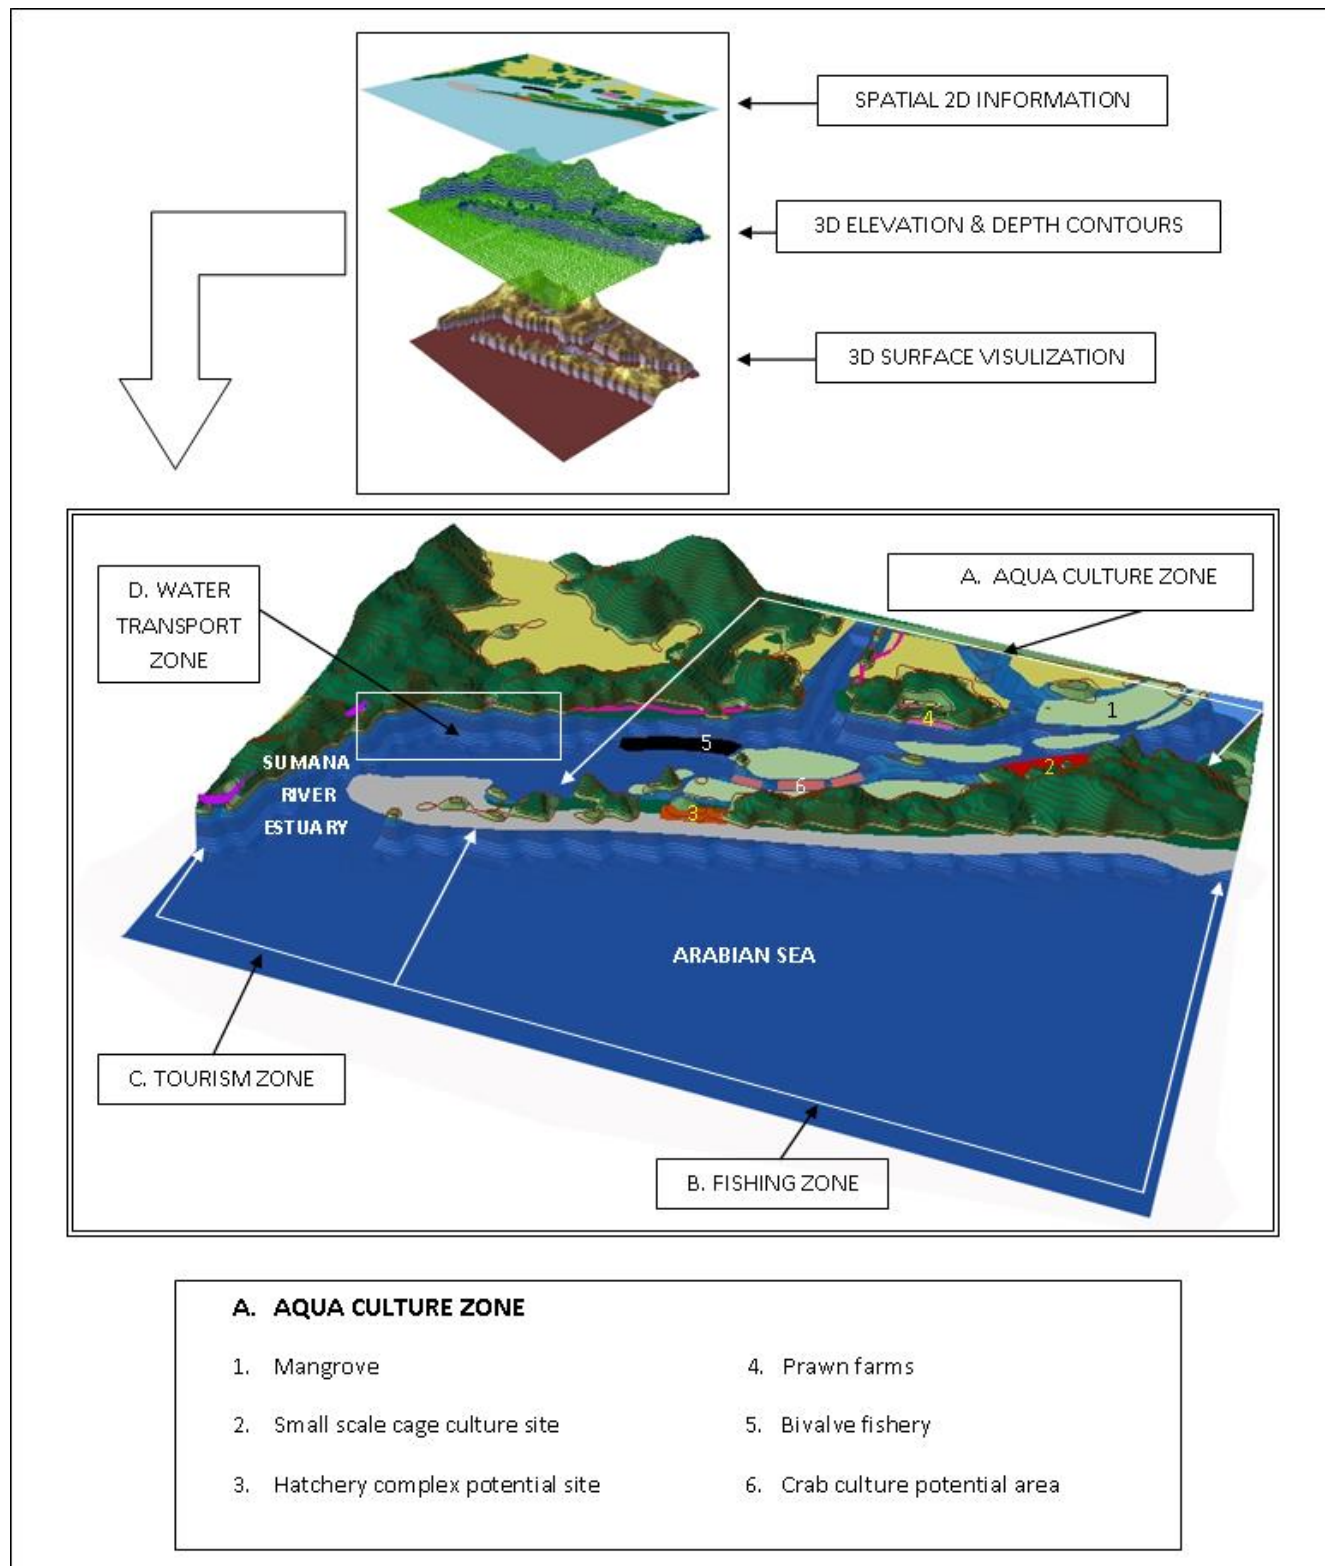 SPATIAL 2D INFORMATION
3D ELEVATION & DEPTH CONTOURS
3D SURFACE VISULIZATION
D. WATER
TRANSPORT
ZONE
A. AQUA CULTURE ZONE
1
4
5
2
6
3
SUMANA
RIVER
ESTUARY
ARABIAN SEA
C. TOURISM ZONE
B. FISHING ZONE
A. AQUA CULTURE ZONE
1. Mangrove
2. Small scale cage culture site
3. Hatchery complex potential site
4. Prawn farms
5. Bivalve fishery
6. Crab culture potential area